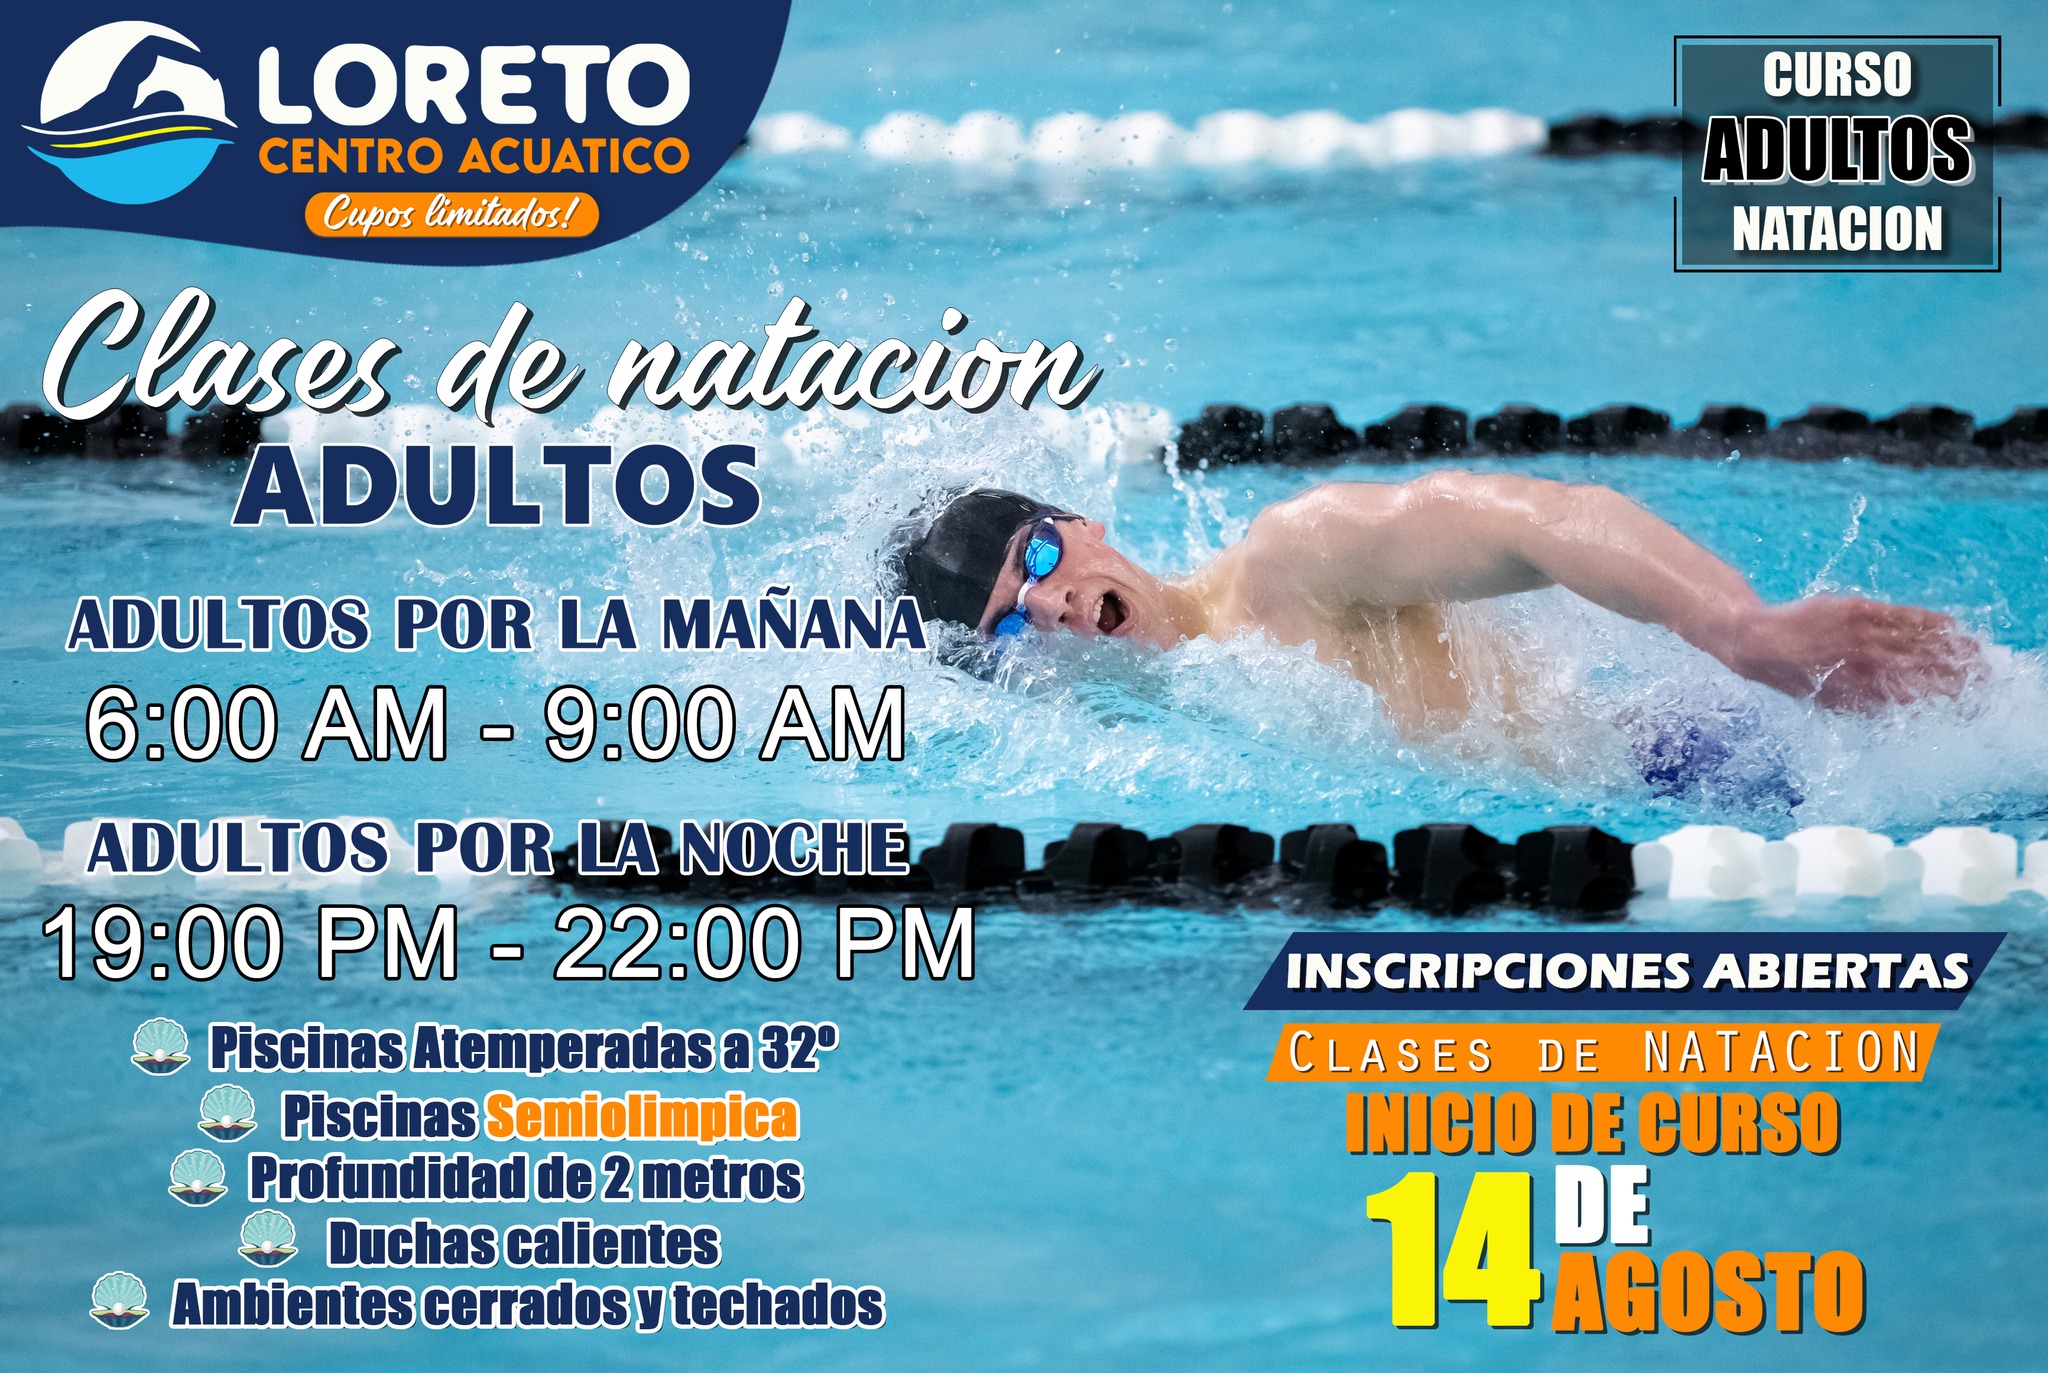 LORETO
CENTRO ACUATICO
Cupos limitados!
CURSO
ADULTOS
NATACION
Clases de natacion
ADULTOS
ADULTOS POR LA MAÑANA
6:00 AM - 9:00 AM
ADULTOS POR LA NOCHE
19:00 PM - 22:00 PM
Piscinas Atemperadas a 32º
Piscinas Semiolimpica
Profundidad de 2 metros
Duchas calientes
Ambientes cerrados y techados
INSCRIPCIONES ABIERTAS
CLASES DE NATACION
INICIO DE CURSO
14 DE
AGOSTO